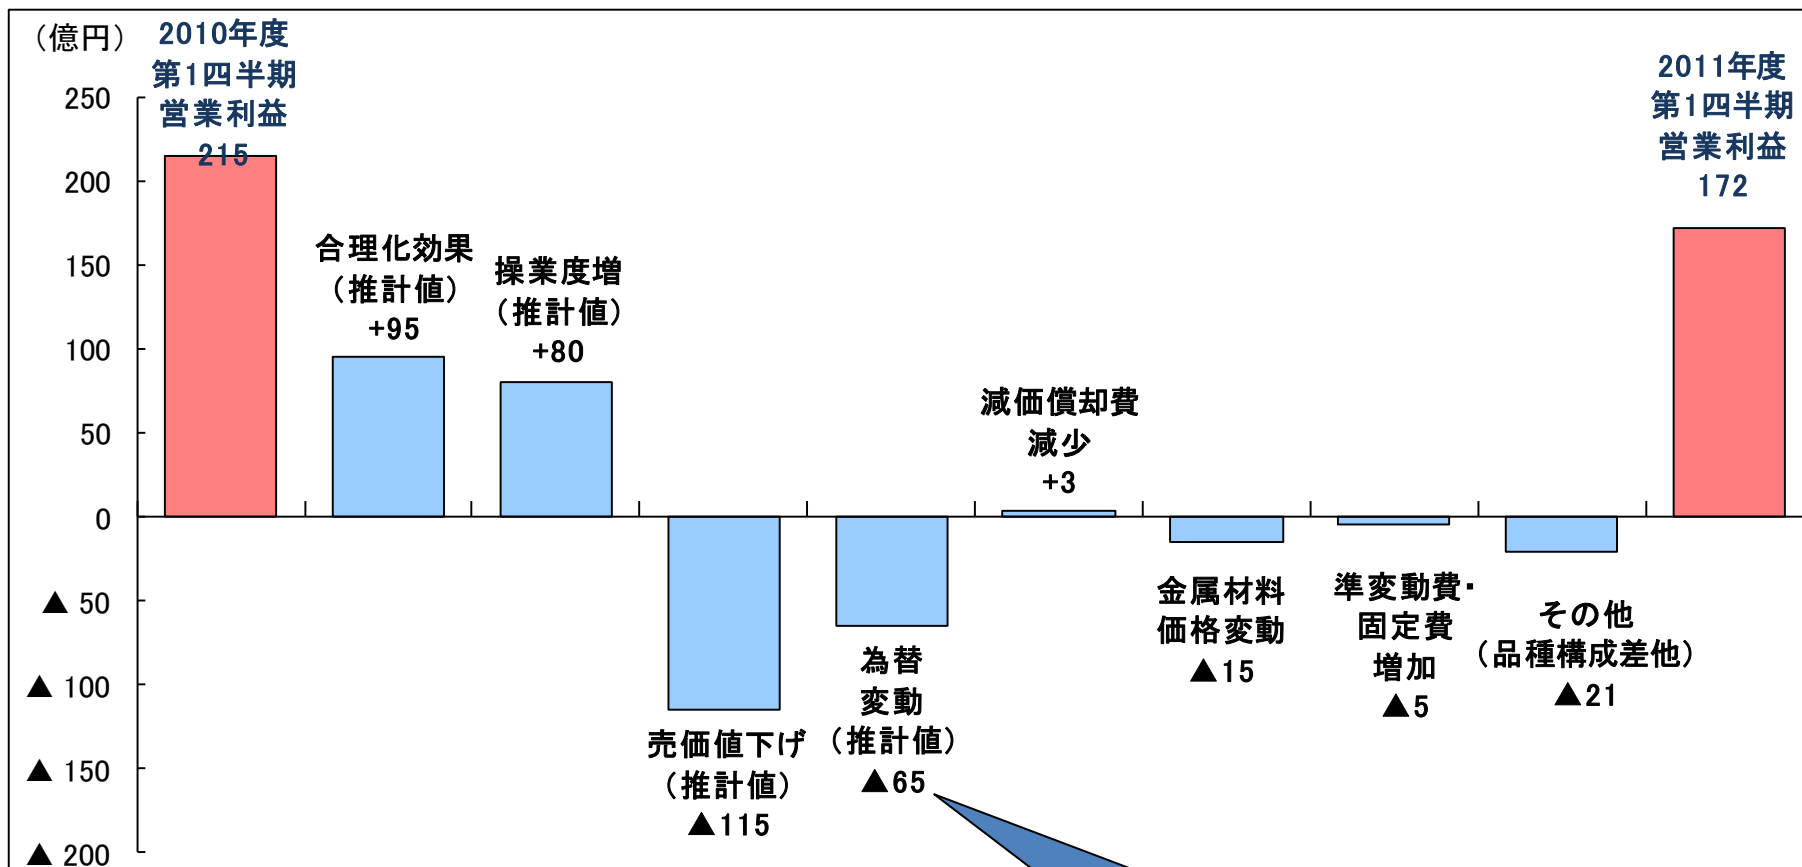 （億円）
2010年度
第1四半期
営業利益
215
2011年度
第1四半期
営業利益
172
250
200
150
100
50
0
▲ 50
▲ 100
▲ 150
▲ 200
合理化効果
（推計値）
+95
操業度増
（推計値）
+80
売価値下げ
（推計値）
▲115
為替
変動
（推計値）
▲65
減価償却費
減少
+3
金属材料
価格変動
▲15
準変動費・
固定費
増加
▲5
その他
（品種構成差他）
▲21